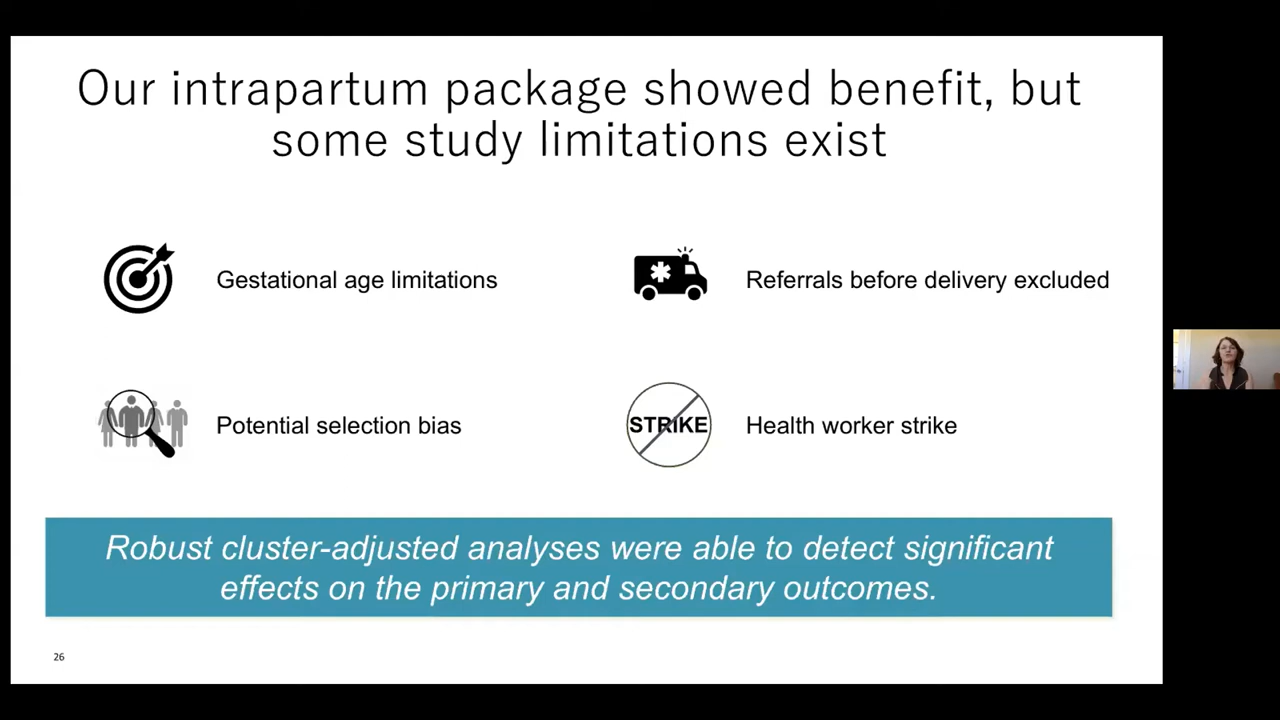 Our intrapartum package showed benefit, but
some study limitations exist
Gestational age limitations
Referrals before delivery excluded
Potential selection bias
STRIKE
Health worker strike
Robust cluster-adjusted analyses were able to detect significant
effects on the primary and secondary outcomes.
26